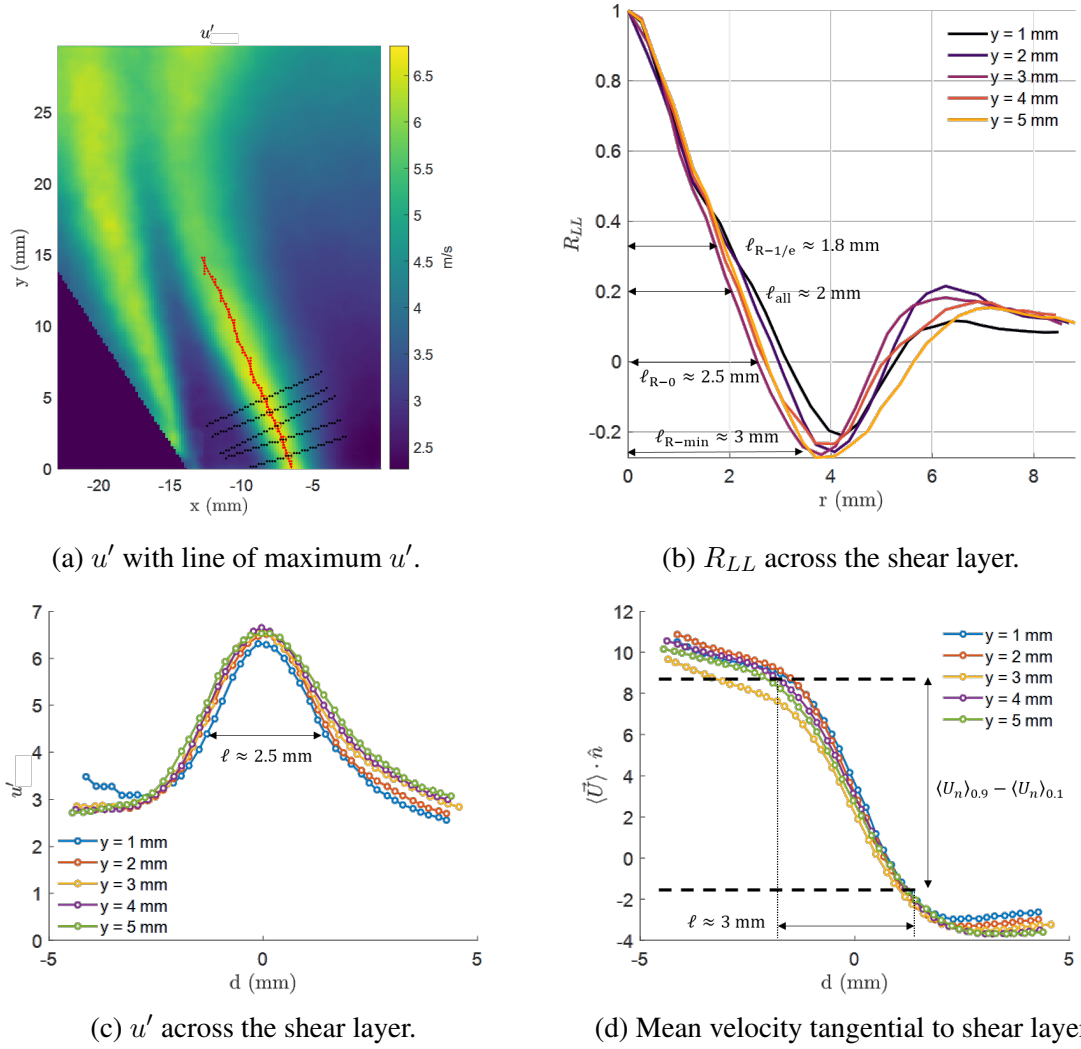 u′
25
20
15
10
5
0
y (mm)
-20
-15
-10
-5
x (mm)
6.5
6
5.5
5
4.5
4
3.5
3
2.5
m/s
(a) u′ with line of maximum u′.
1
0.8
0.6
0.4
0.2
0
-0.2
R_LL
y = 1 mm
y = 2 mm
y = 3 mm
y = 4 mm
y = 5 mm
ℓ_R−1/e ≈ 1.8 mm
ℓ_all ≈ 2 mm
ℓ_R−0 ≈ 2.5 mm
ℓ_R−min ≈ 3 mm
0 2 4 6 8
r (mm)
(b) R_LL across the shear layer.
7
6
5
4
3
2
1
0
u′
ℓ ≈ 2.5 mm
y = 1 mm
y = 2 mm
y = 3 mm
y = 4 mm
y = 5 mm
-5 0 5
d (mm)
(c) u′ across the shear layer.
12
10
8
6
4
2
0
-2
-4
⟨U⃗⟩ · n̂
y = 1 mm
y = 2 mm
y = 3 mm
y = 4 mm
y = 5 mm
⟨U_n⟩_0.9 − ⟨U_n⟩_0.1
ℓ ≈ 3 mm
-5 0 5
d (mm)
(d) Mean velocity tangential to shear layer